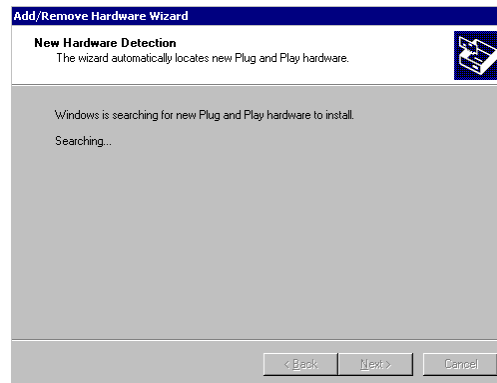 Add/Remove Hardware Wizard
New Hardware Detection
The wizard automatically locates new Plug and Play hardware.
Windows is searching for new Plug and Play hardware to install.
Searching...
< Back
Next >
Cancel